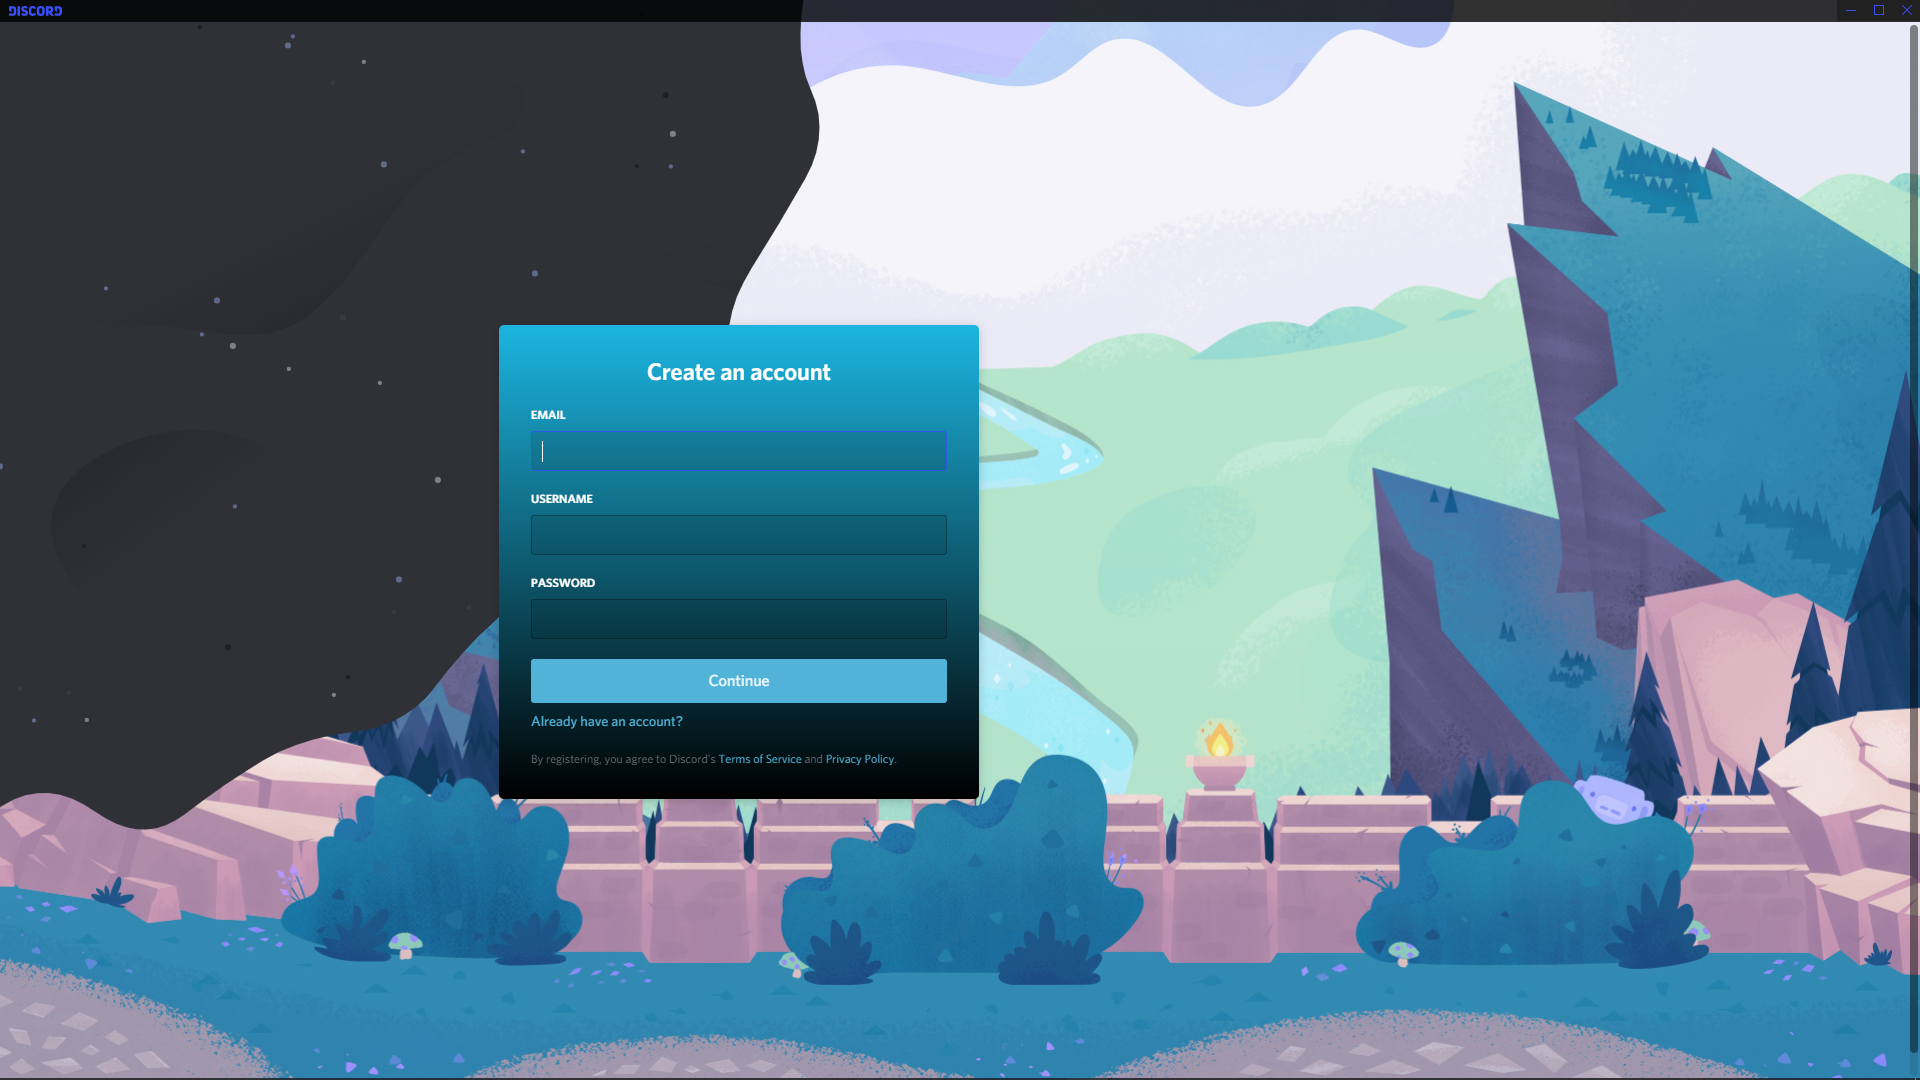 DISCORD
Create an account
EMAIL
USERNAME
PASSWORD
Continue
Already have an account?
By registering, you agree to Discord's Terms of Service and Privacy Policy.